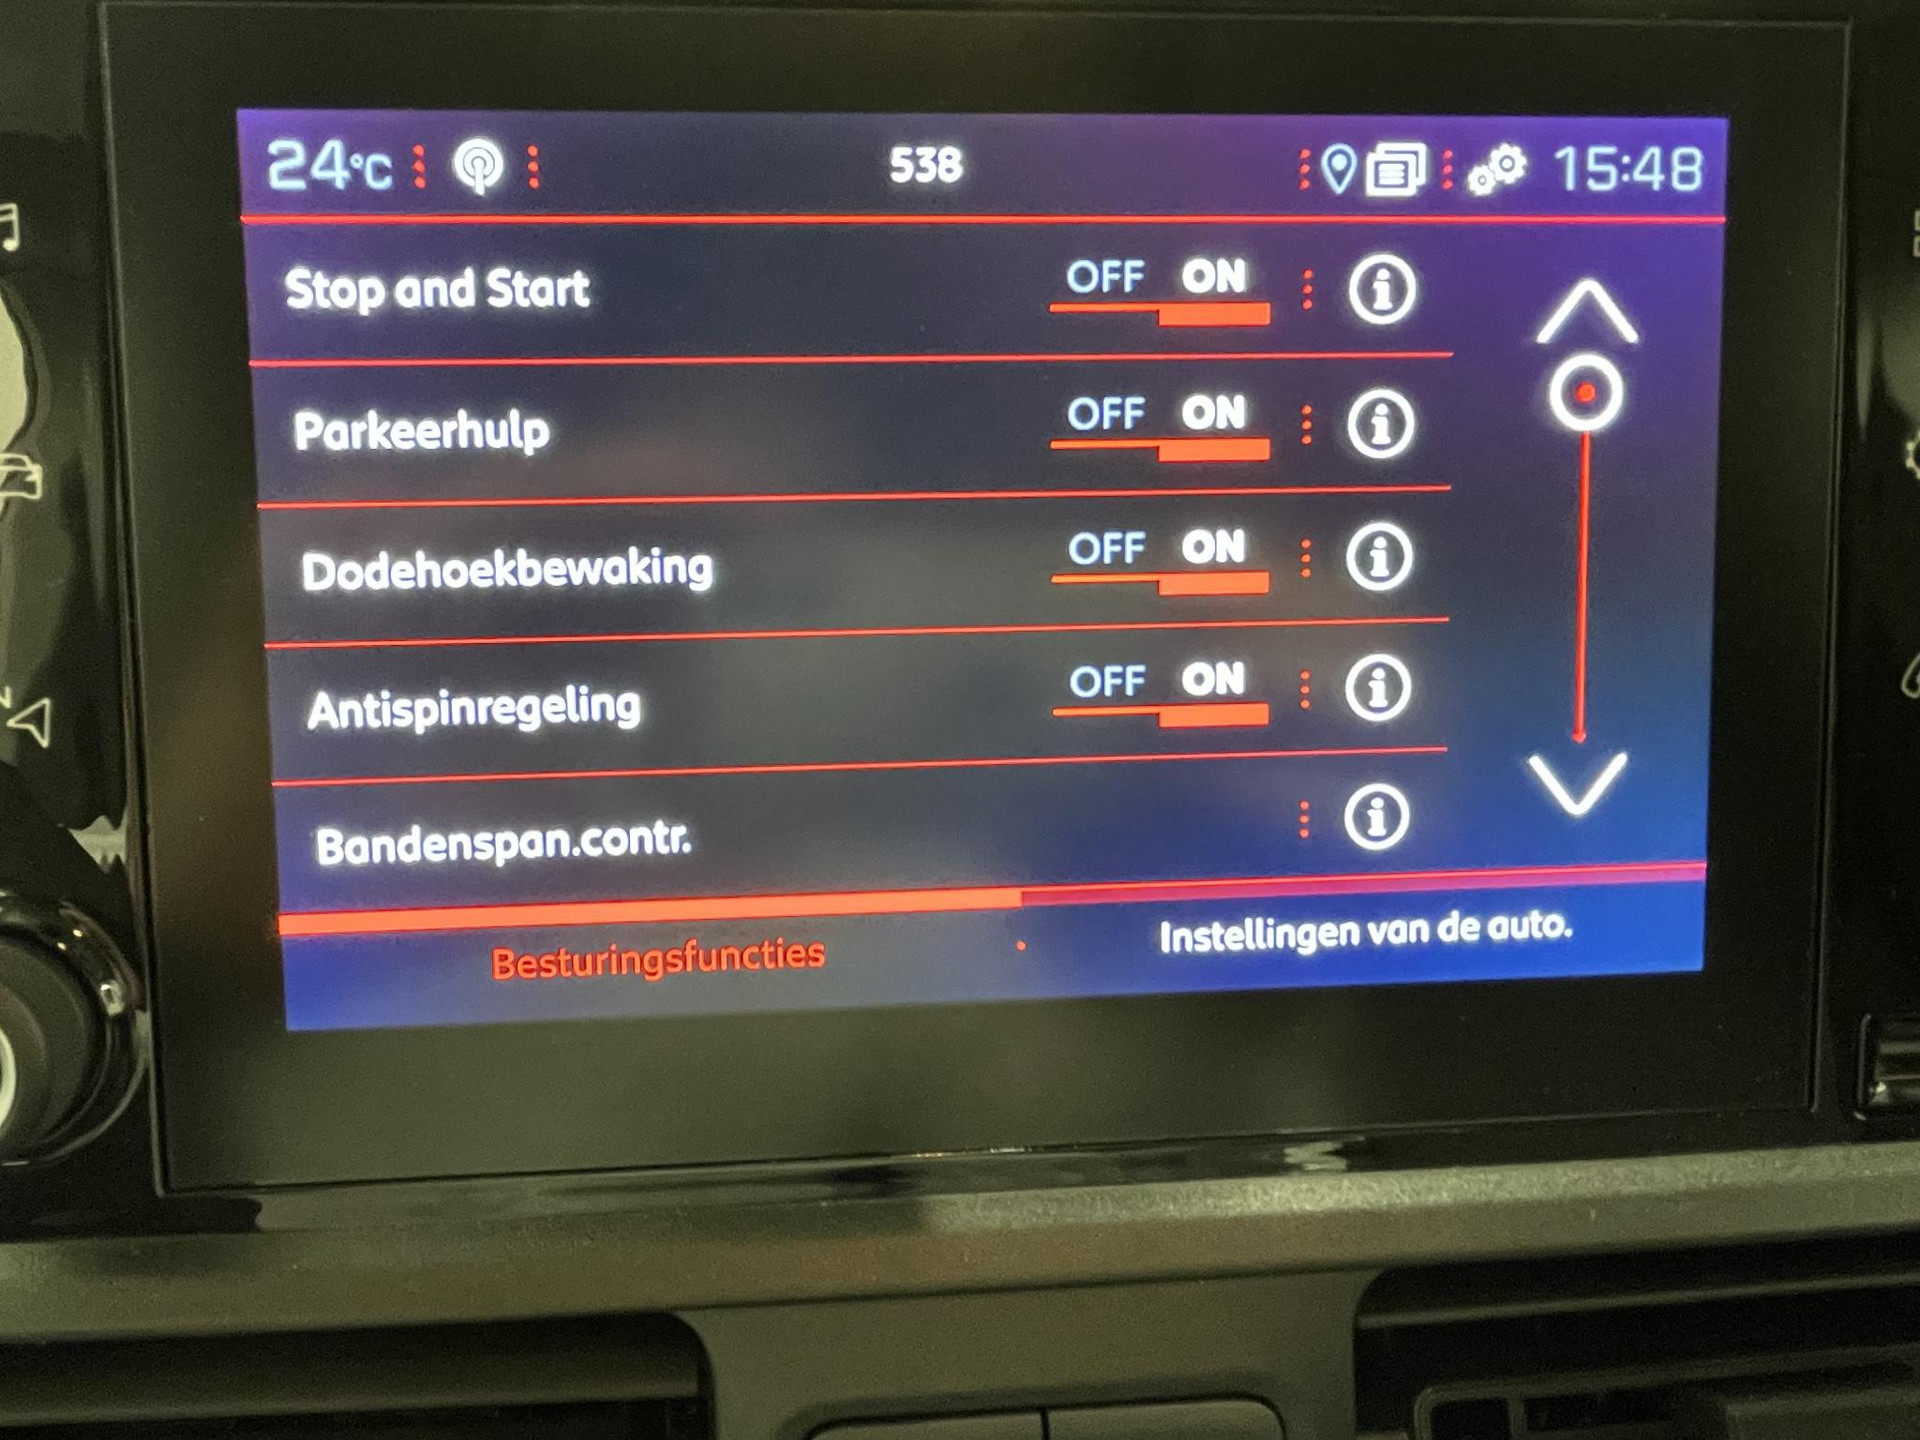 24°C 538 15:48
Stop and Start OFF ON
Parkeerhulp OFF ON
Dodehoekbewaking OFF ON
Antispinregeling OFF ON
Bandenspan.contr.
Besturingsfuncties Instellingen van de auto.